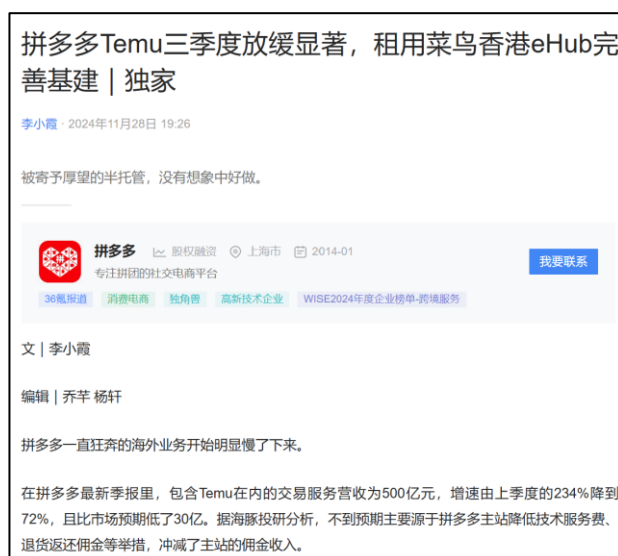 拼多多Temu三季度放缓显著，租用菜鸟香港eHub完
善基建｜独家
李小霞 · 2024年11月28日 19:26
被寄予厚望的半托管，没有想象中好做。
拼多多 股权融资 上海市 2014-01
专注拼团的社交电商平台
我要联系
36氪报道 消费电商 独角兽 高新技术企业 WISE2024年度企业榜单-跨境服务
文｜李小霞
编辑｜乔芊 杨轩
拼多多一直狂奔的海外业务开始明显慢了下来。
在拼多多最新季报里，包含Temu在内的交易服务营收为500亿元，增速由上季度的234%降到
72%，且比市场预期低了30亿。据海豚投研分析，不到预期主要源于拼多多主站降低技术服务费、
退货返还佣金等举措，冲减了主站的佣金收入。